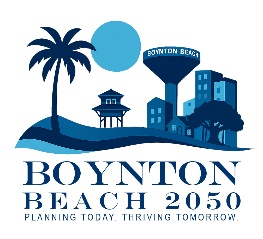 BOYNTON BEACH
BOYNTON
BEACH 2050
PLANNING TODAY, THRIVING TOMORROW.